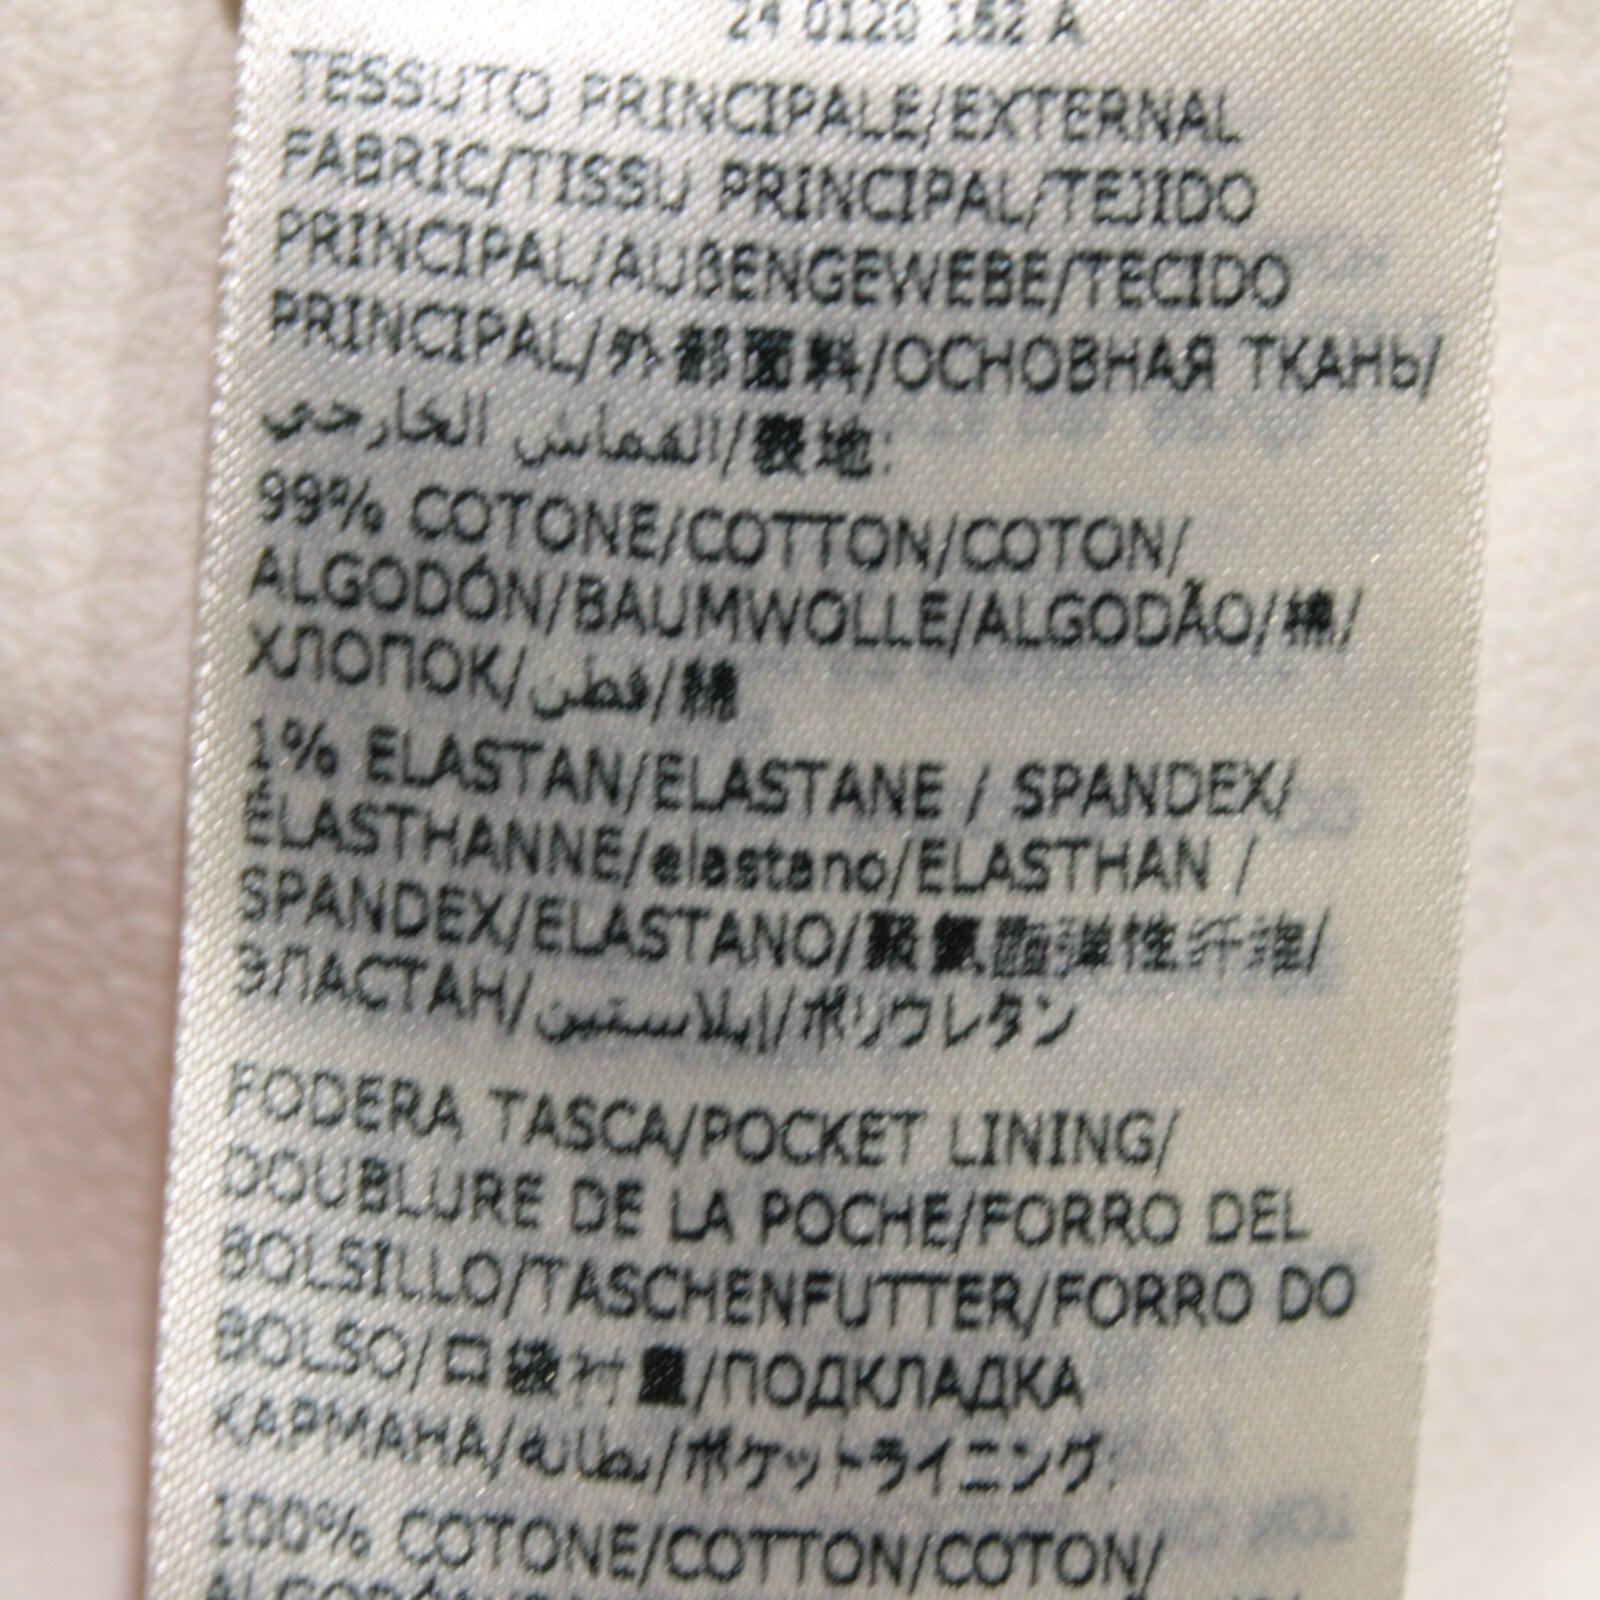 24 0120 162 A
TESSUTO PRINCIPALE/EXTERNAL
FABRIC/TISSU PRINCIPAL/TEJIDO
PRINCIPAL/AUßENGEWEBE/TECIDO
PRINCIPAL/外部面料/ОСНОВНАЯ ТКАНЬ/
القماش الخارجي/表地:
99% COTONE/COTTON/COTON/
ALGODÓN/BAUMWOLLE/ALGODÃO/棉/
ХЛОПОК/قطن/綿
1% ELASTAN/ELASTANE / SPANDEX/
ÉLASTHANNE/elastano/ELASTHAN /
SPANDEX/ELASTANO/聚氨酯弹性纤维/
ЭЛАСТАН/إيلاستين/ポリウレタン
FODERA TASCA/POCKET LINING/
DOUBLURE DE LA POCHE/FORRO DEL
BOLSILLO/TASCHENFUTTER/FORRO DO
BOLSO/口袋衬里/ПОДКЛАДКА
КАРМАНА/بطانة/ポケットライニング:
100% COTONE/COTTON/COTON/